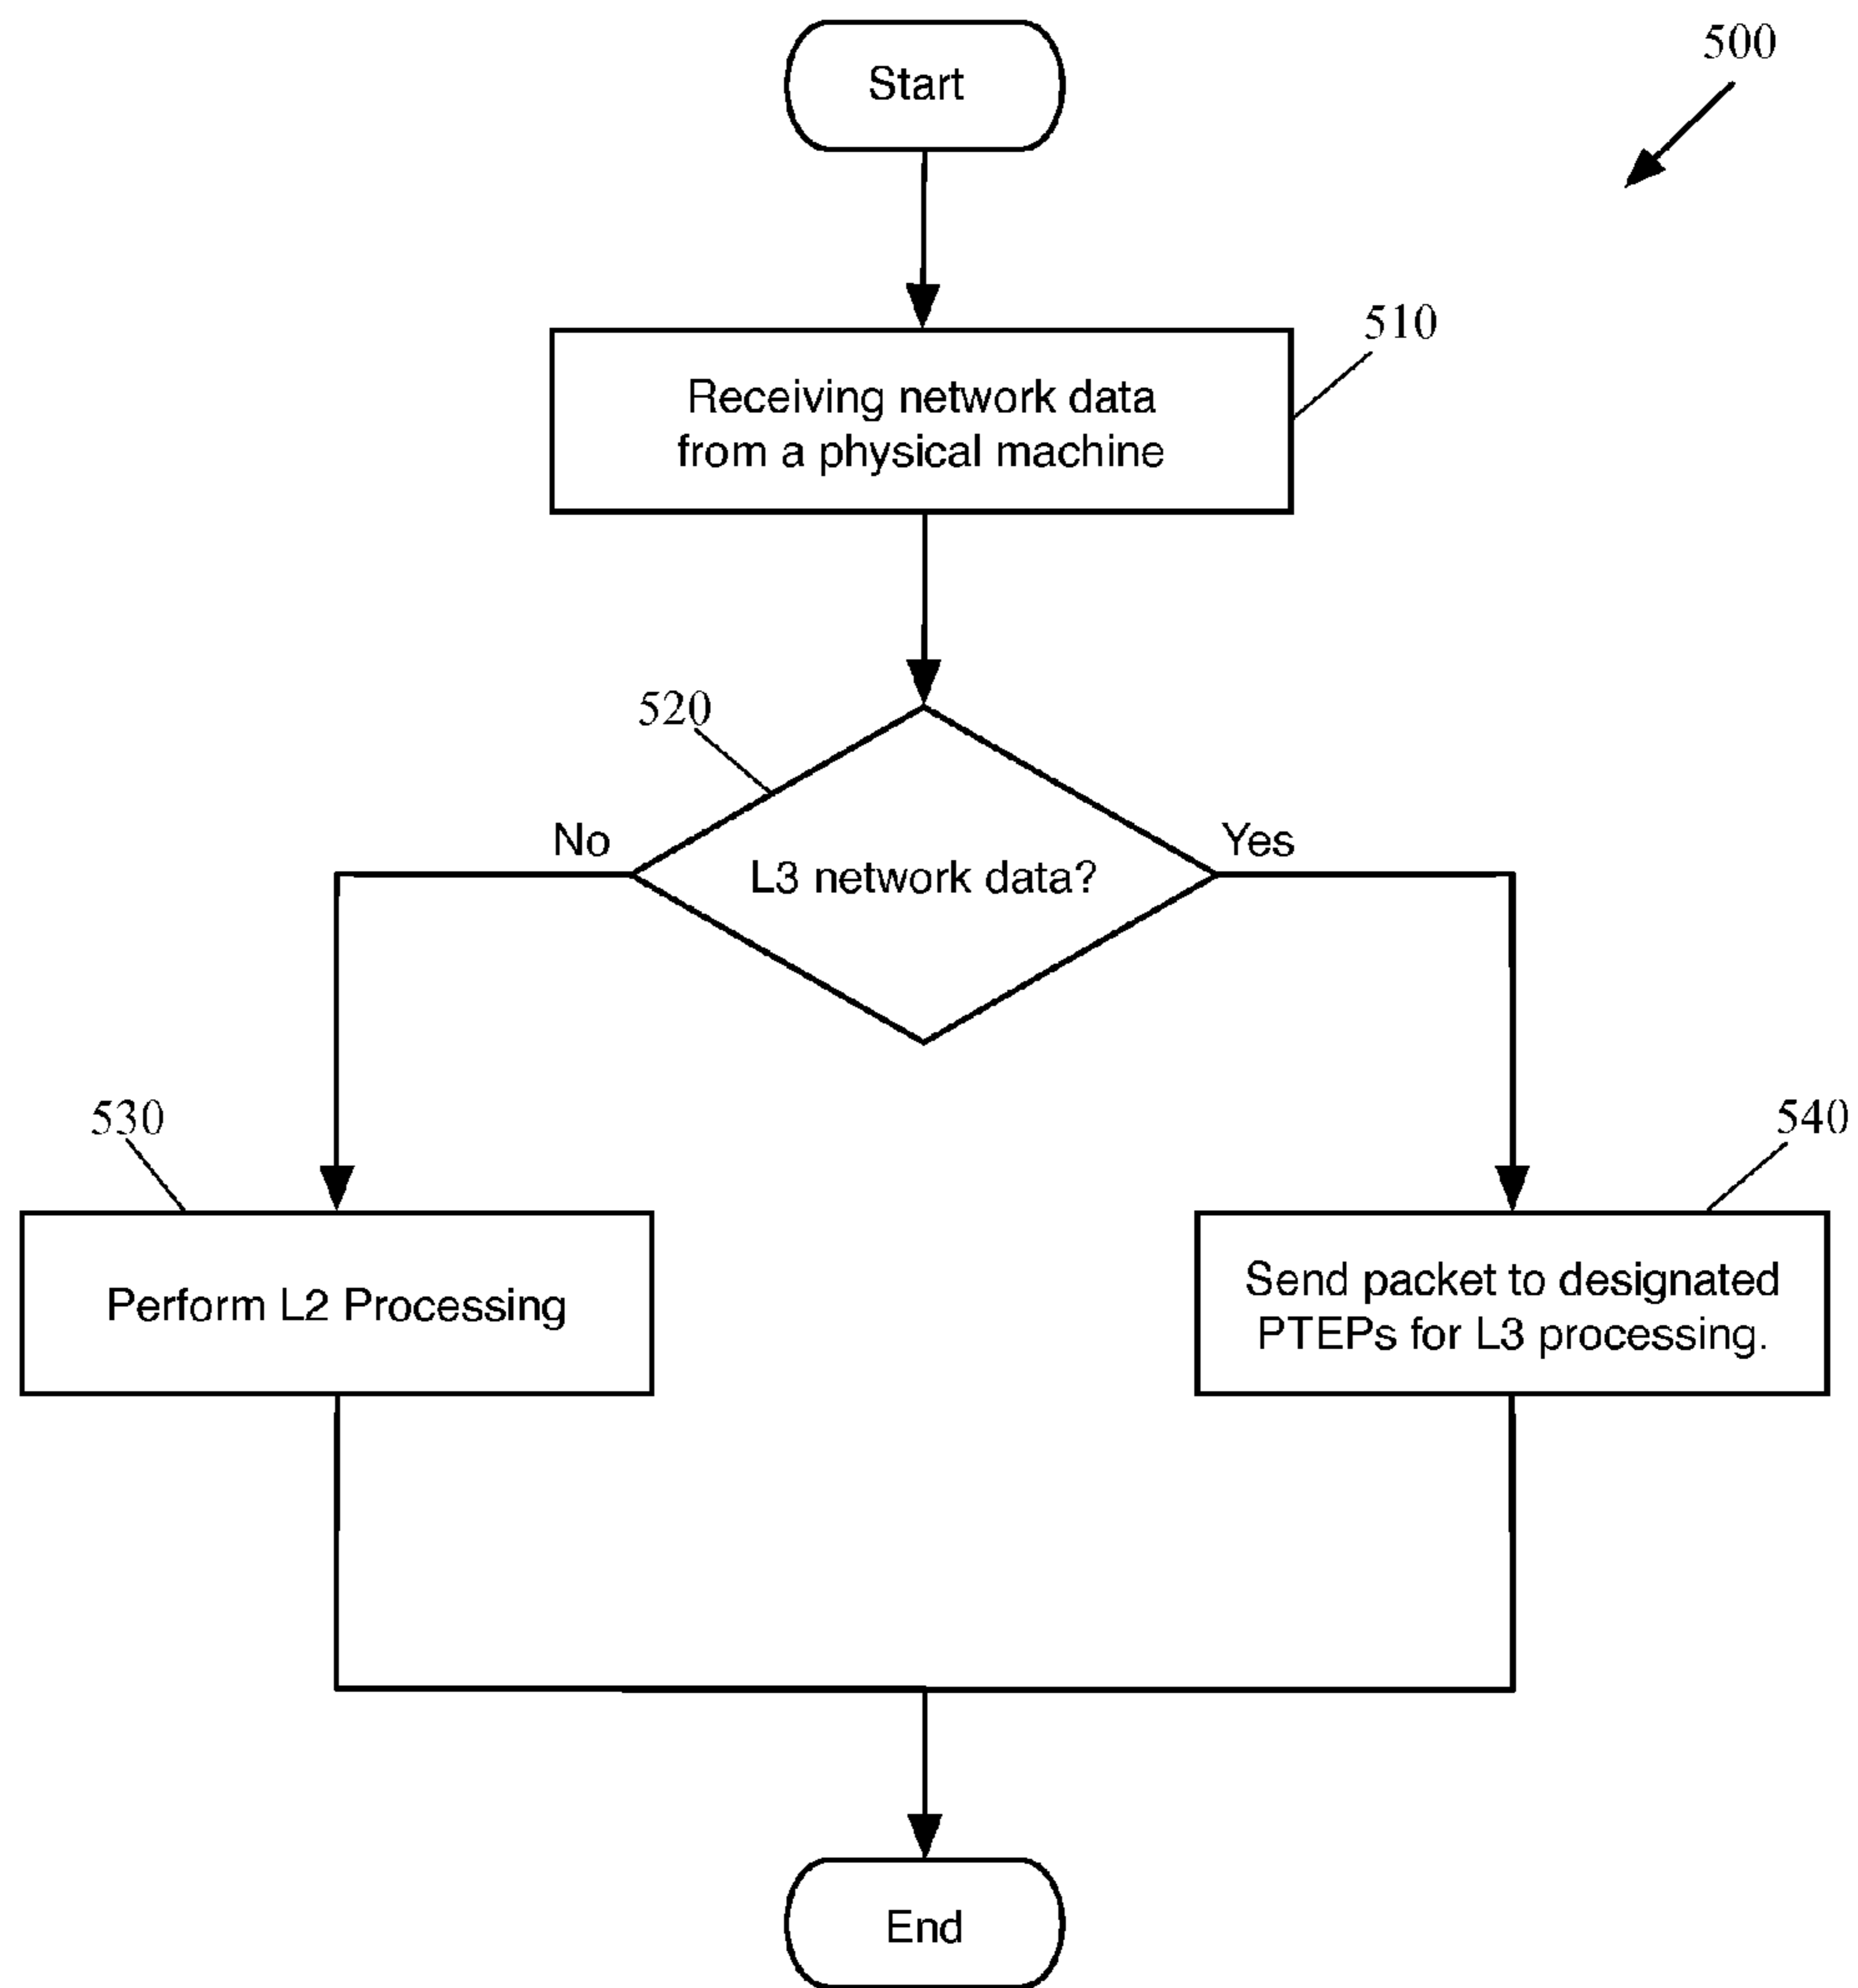 Start
500
510
Receiving network data
from a physical machine
520
No
Yes
L3 network data?
530
540
Perform L2 Processing
Send packet to designated
PTEPs for L3 processing.
End